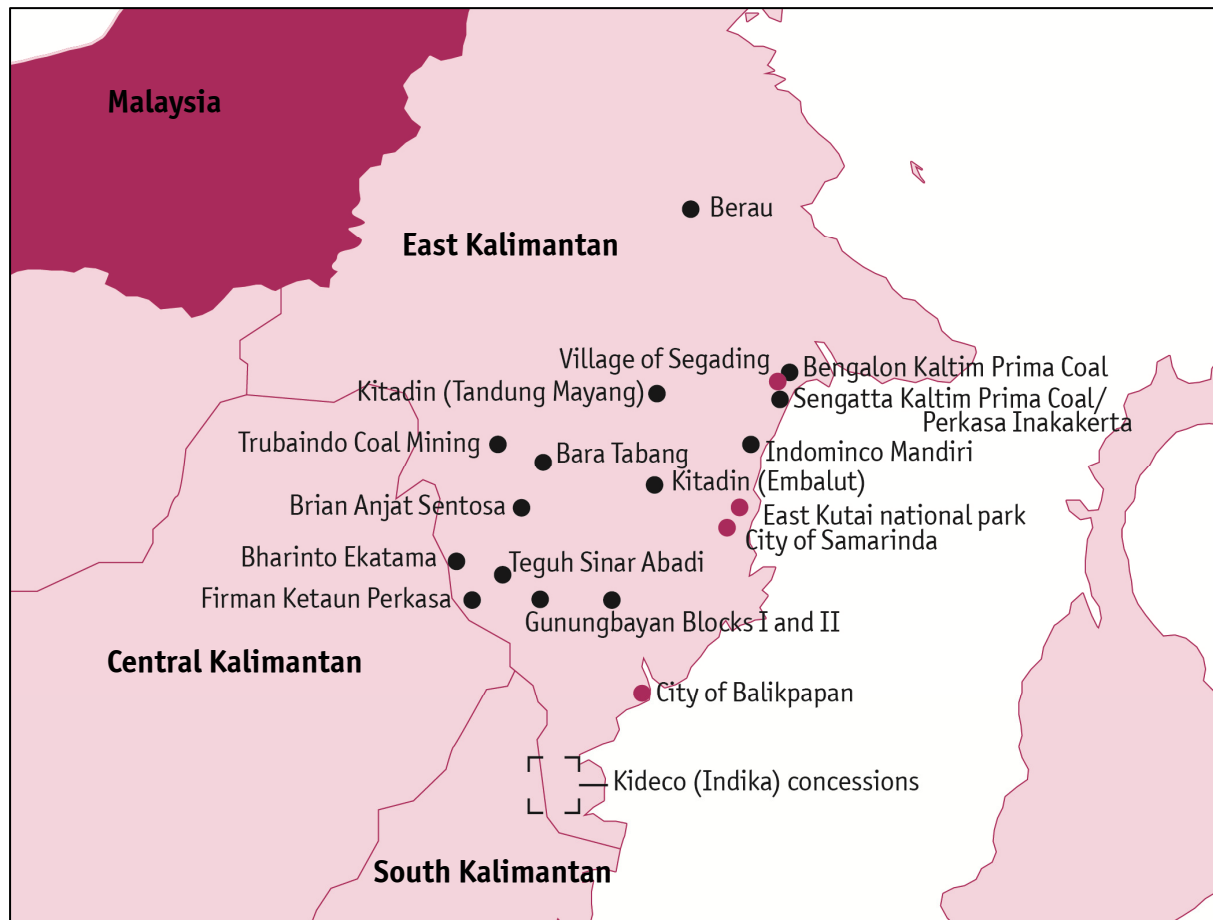 Malaysia
Berau
East Kalimantan
Village of Segading
Bengalon Kaltim Prima Coal
Kitadin (Tandung Mayang)
Sengatta Kaltim Prima Coal/
Perkasa Inakakerta
Trubaindo Coal Mining
Bara Tabang
Indominco Mandiri
Kitadin (Embalut)
Brian Anjat Sentosa
East Kutai national park
City of Samarinda
Bharinto Ekatama
Teguh Sinar Abadi
Firman Ketaun Perkasa
Gunungbayan Blocks I and II
Central Kalimantan
City of Balikpapan
Kideco (Indika) concessions
South Kalimantan